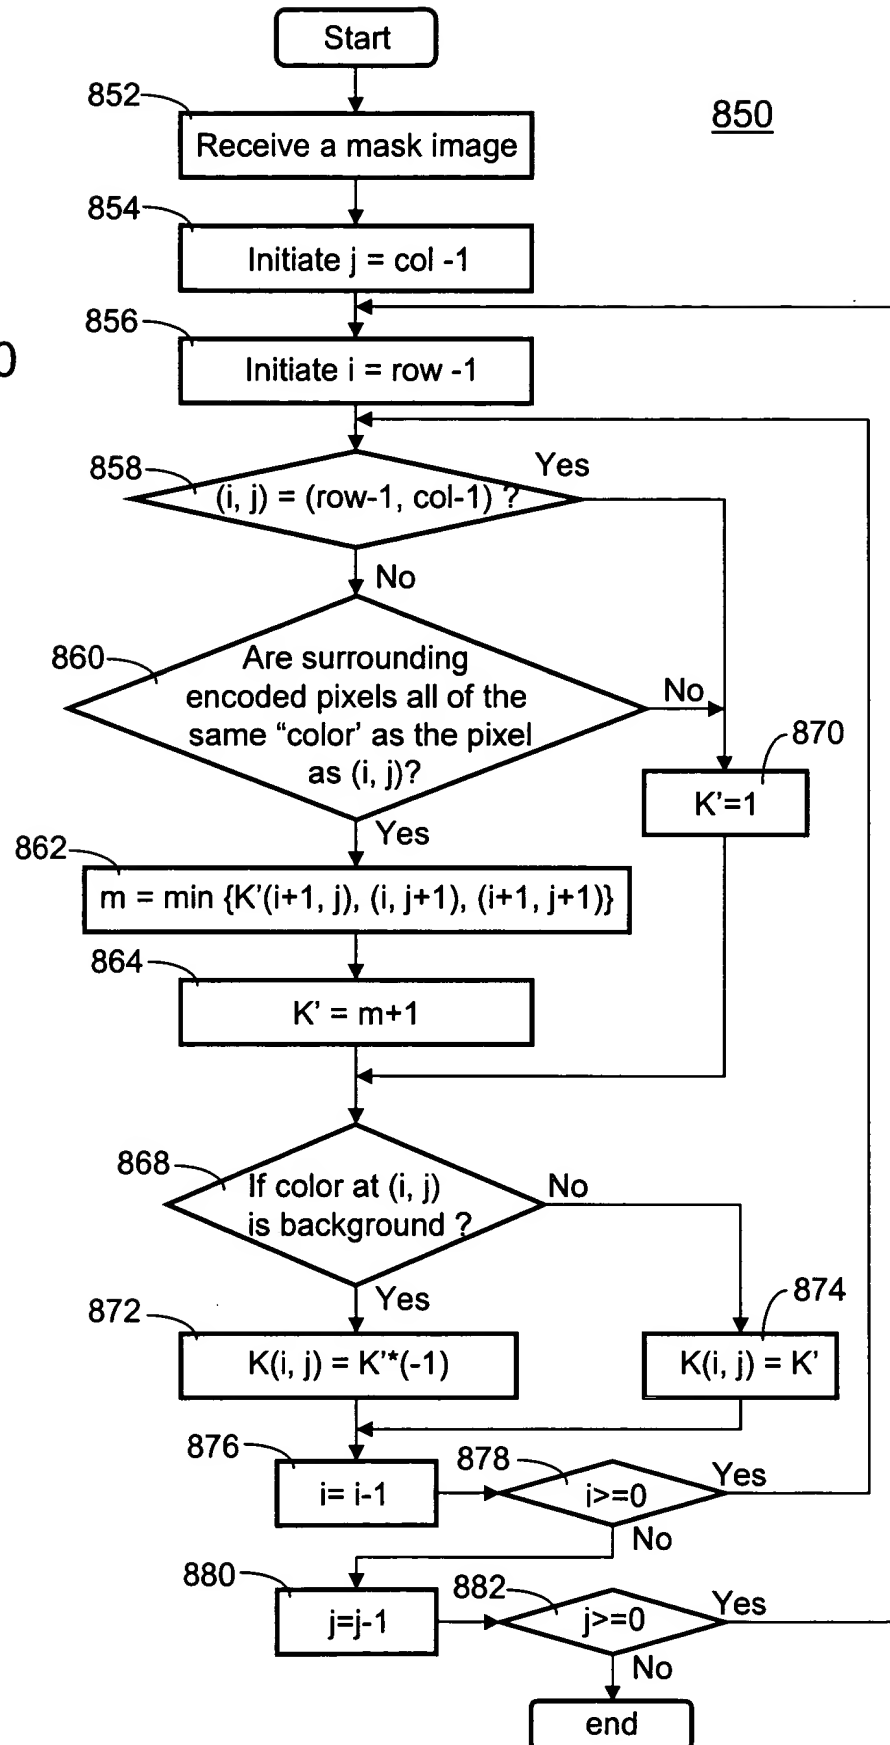 Start
852
850
Receive a mask image
854
Initiate j = col -1
856
0
Initiate i = row -1
858
Yes
(i, j) = (row-1, col-1) ?
No
860
Are surrounding
encoded pixels all of the
same “color’ as the pixel
as (i, j)?
No
870
K’=1
Yes
862
m = min {K’(i+1, j), (i, j+1), (i+1, j+1)}
864
K’ = m+1
868
If color at (i, j)
is background ?
No
Yes
872
874
K(i, j) = K’*(-1)
K(i, j) = K’
876
878
Yes
i= i-1
i>=0
No
880
882
Yes
j=j-1
j>=0
No
end